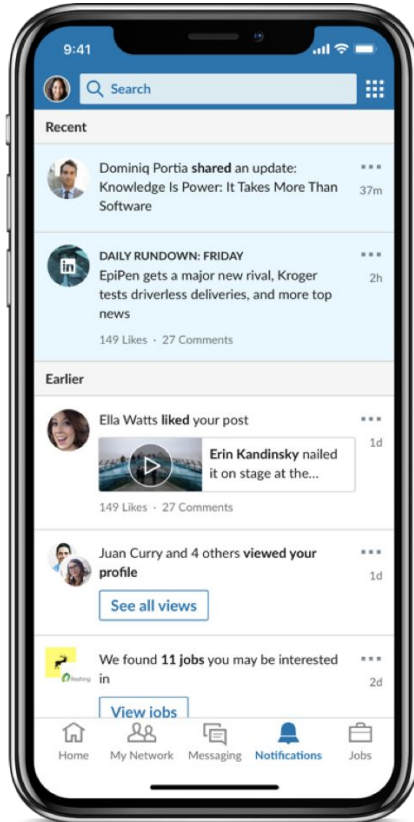 9:41
Search
Recent
Dominiq Portia shared an update:
Knowledge Is Power: It Takes More Than
Software
37m
in
DAILY RUNDOWN: FRIDAY
EpiPen gets a major new rival, Kroger
tests driverless deliveries, and more top
news
2h
149 Likes · 27 Comments
Earlier
Ella Watts liked your post
1d
Erin Kandinsky nailed
it on stage at the...
149 Likes · 27 Comments
Juan Curry and 4 others viewed your
profile
1d
See all views
We found 11 jobs you may be interested
in
2d
View jobs
Home My Network Messaging Notifications Jobs